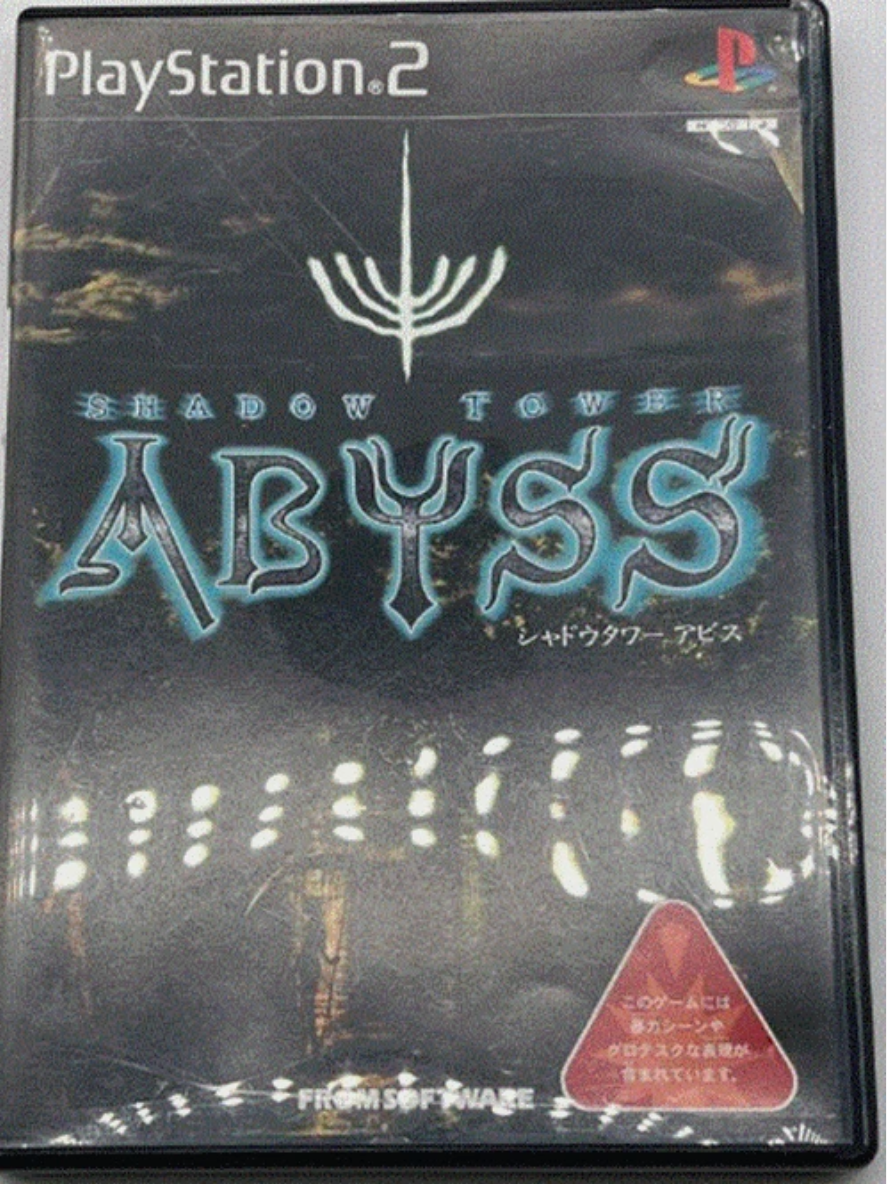 PlayStation.2
SHADOW TOWER
ABYSS
シャドウタワー アビス
このゲームには
暴力シーンや
グロテスクな表現が
含まれています。
FROMSOFTWARE